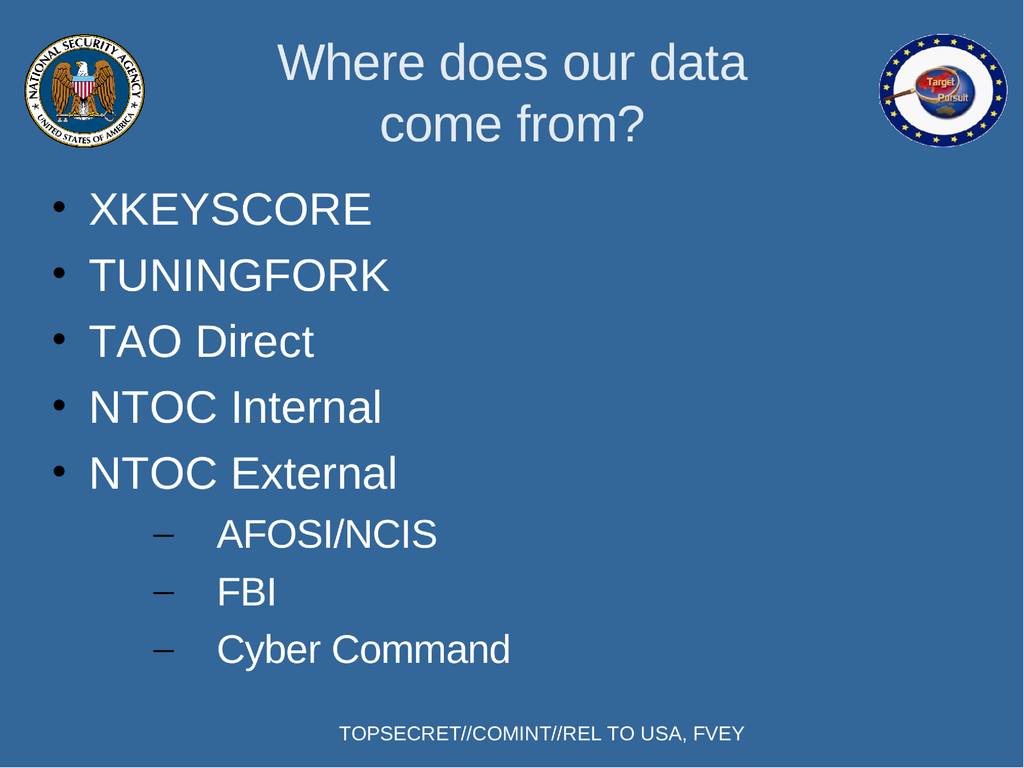 NATIONAL SECURITY AGENCY
UNITED STATES OF AMERICA
Where does our data
come from?
Target
Pursuit
• XKEYSCORE
• TUNINGFORK
• TAO Direct
• NTOC Internal
• NTOC External
– AFOSI/NCIS
– FBI
– Cyber Command
TOPSECRET//COMINT//REL TO USA, FVEY